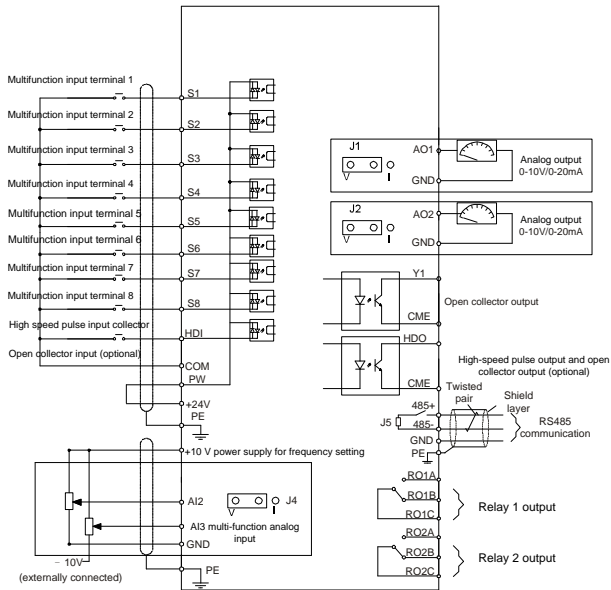 Multifunction input terminal 1
S1
Multifunction input terminal 2
S2
Multifunction input terminal 3
S3
Multifunction input terminal 4
S4
Multifunction input terminal 5
S5
Multifunction input terminal 6
S6
Multifunction input terminal 7
S7
Multifunction input terminal 8
S8
High speed pulse input collector
HDI
Open collector input (optional)
COM
PW
+24V
PE
+10 V power supply for frequency setting
AI2
V
I
J4
AI3 multi-function analog
input
GND
- 10V
(externally connected)
PE
J1
V
I
AO1
GND
Analog output
0-10V/0-20mA
J2
V
I
AO2
GND
Analog output
0-10V/0-20mA
Y1
CME
Open collector output
HDO
CME
High-speed pulse output and open
collector output (optional)
Twisted
pair
Shield
layer
485+
J5
485-
GND
PE
RS485
communication
RO1A
RO1B
RO1C
Relay 1 output
RO2A
RO2B
RO2C
Relay 2 output